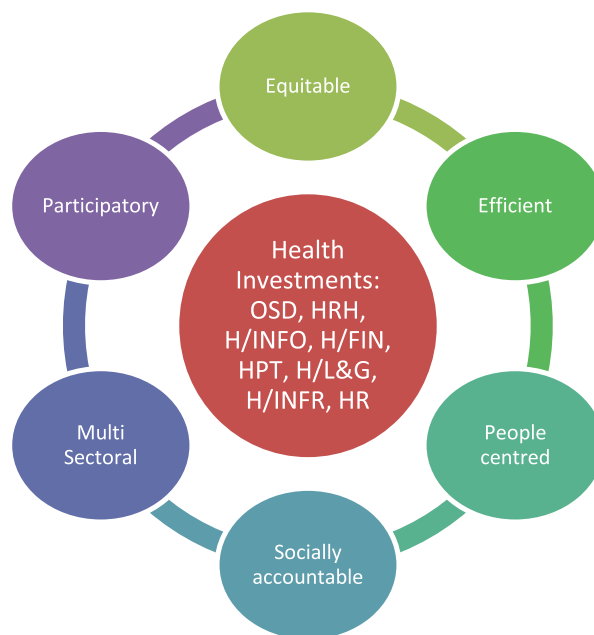 Equitable
Efficient
People
centred
Socially
accountable
Multi
Sectoral
Participatory
Health
Investments:
OSD, HRH,
H/INFO, H/FIN,
HPT, H/L&G,
H/INFR, HR